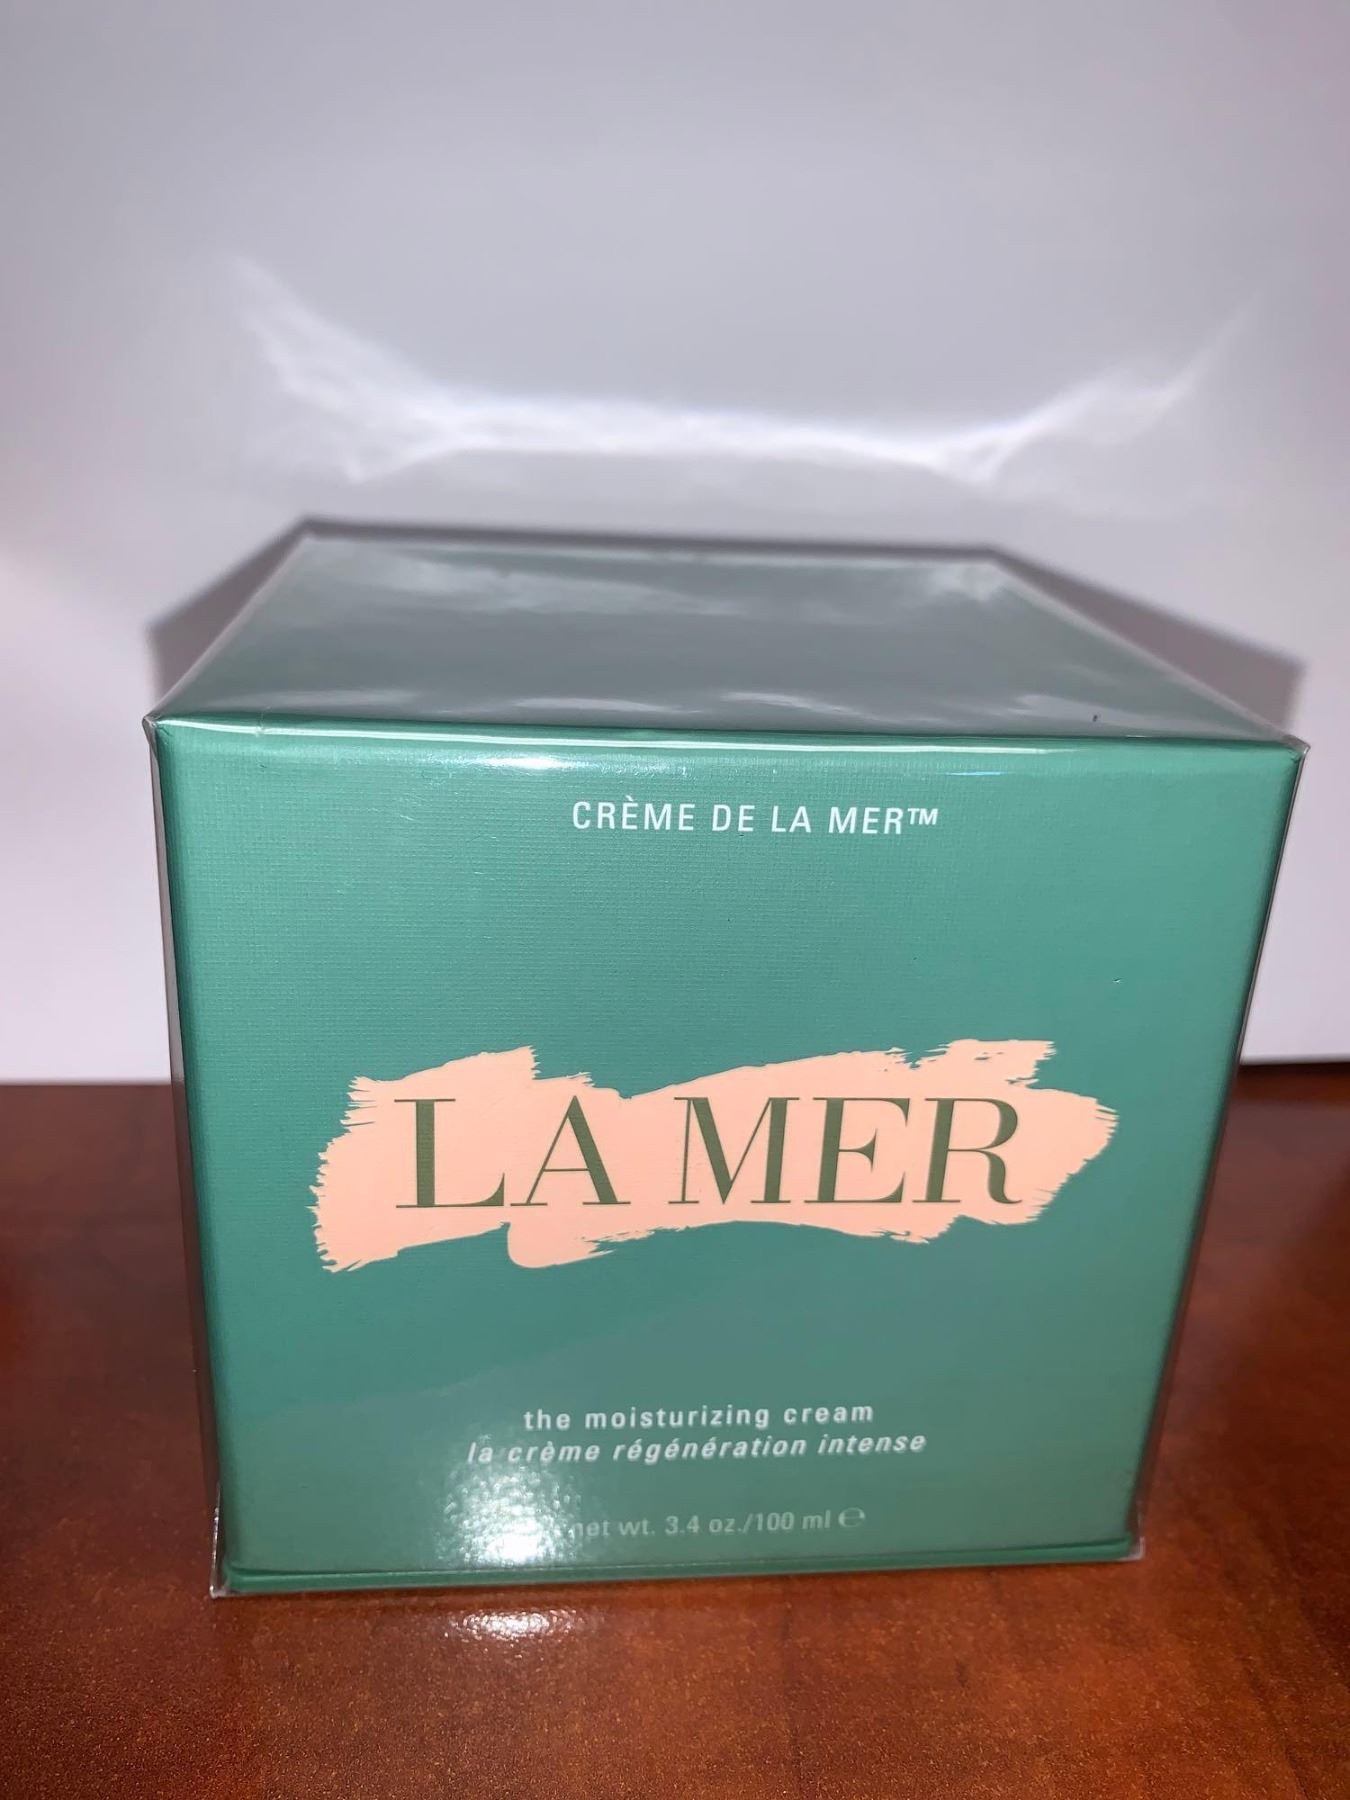 CRÈME DE LA MER™
LA MER
the moisturizing cream
la crème régénération intense
net wt. 3.4 oz./100 ml ℮